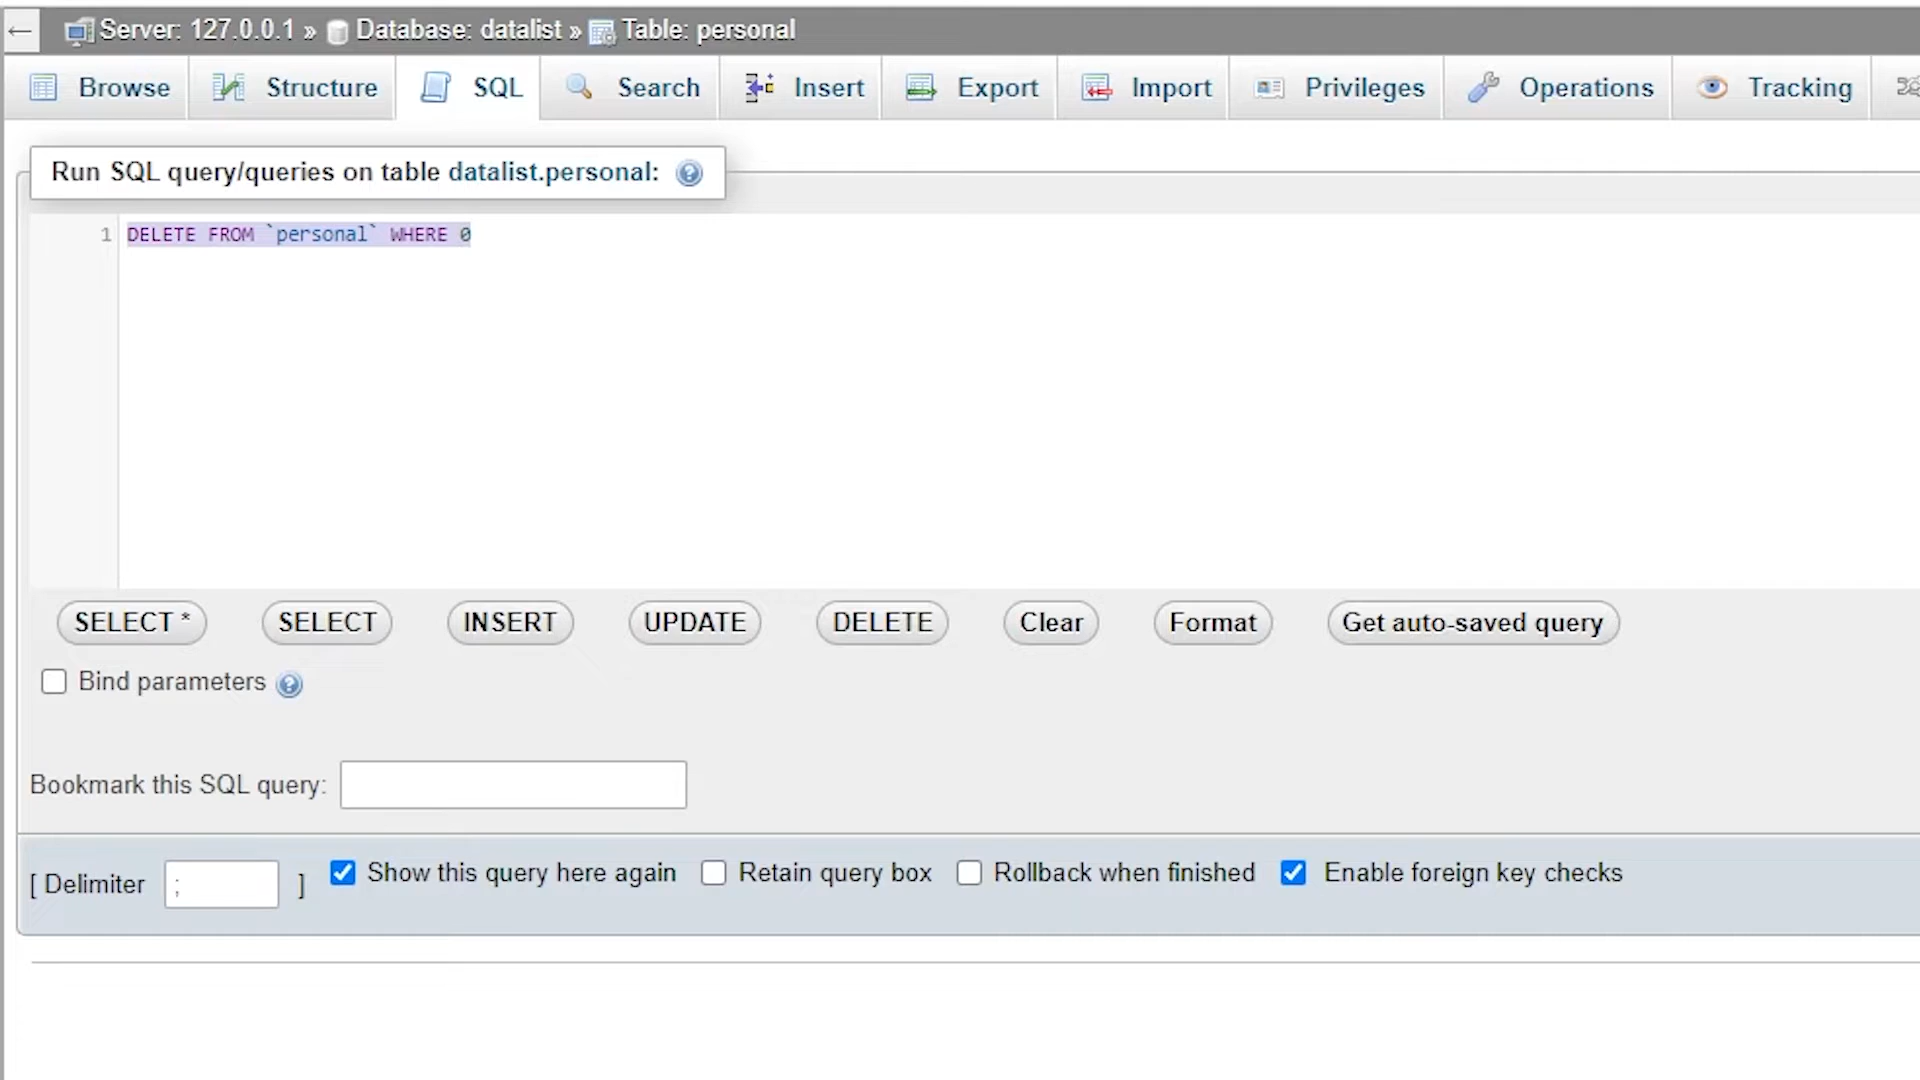 Server: 127.0.0.1 » Database: datalist » Table: personal
Browse Structure SQL Search Insert Export Import Privileges Operations Tracking
Run SQL query/queries on table datalist.personal:
1 DELETE FROM `personal` WHERE 0
SELECT * SELECT INSERT UPDATE DELETE Clear Format Get auto-saved query
Bind parameters
Bookmark this SQL query:
[ Delimiter ; ] Show this query here again Retain query box Rollback when finished Enable foreign key checks